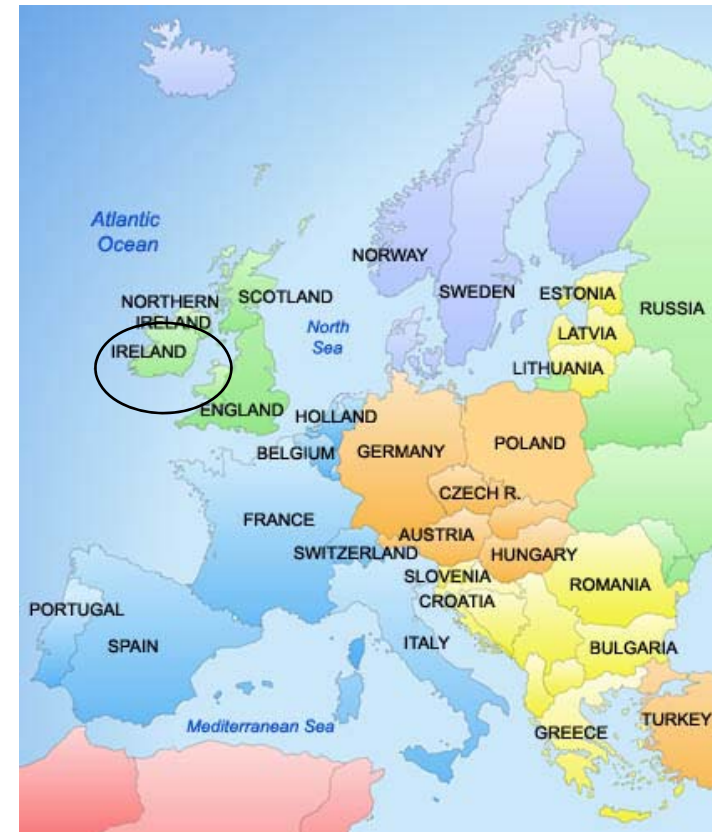 Atlantic
Ocean
NORWAY
SWEDEN
ESTONIA
RUSSIA
NORTHERN
IRELAND
SCOTLAND
North
Sea
LATVIA
IRELAND
LITHUANIA
ENGLAND
HOLLAND
BELGIUM
GERMANY
POLAND
CZECH R.
FRANCE
AUSTRIA
SWITZERLAND
HUNGARY
SLOVENIA
ROMANIA
CROATIA
PORTUGAL
SPAIN
ITALY
BULGARIA
Mediterranean Sea
GREECE
TURKEY